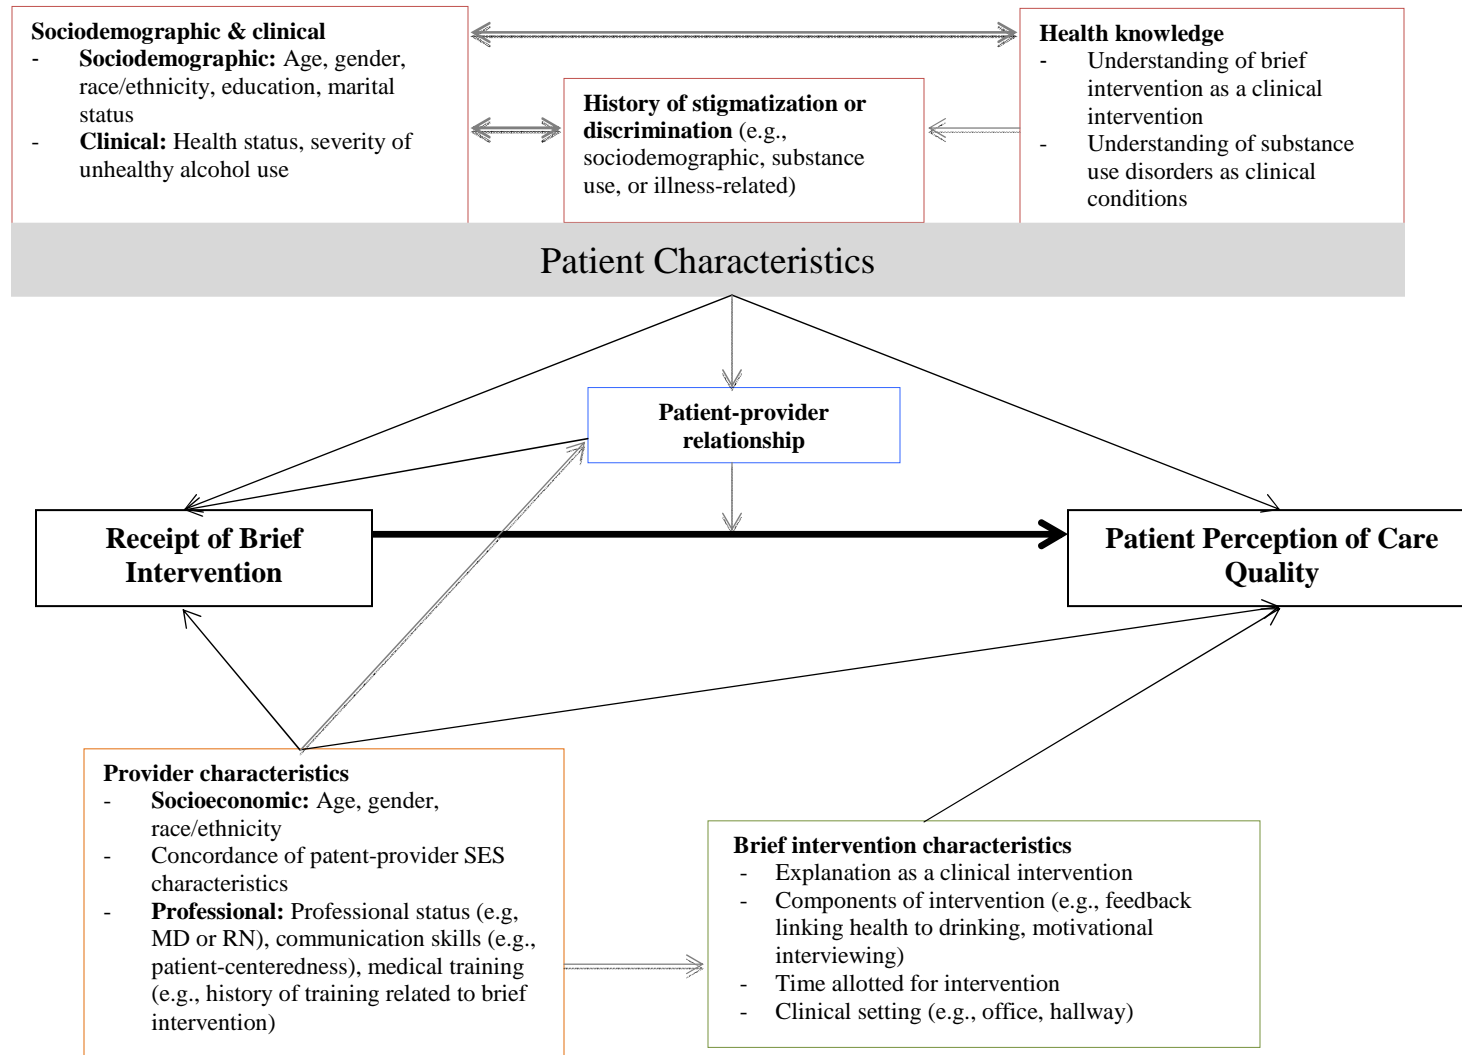 Sociodemographic & clinical
- Sociodemographic: Age, gender,
race/ethnicity, education, marital
status
- Clinical: Health status, severity of
unhealthy alcohol use
History of stigmatization or
discrimination (e.g.,
sociodemographic, substance
use, or illness-related)
Health knowledge
- Understanding of brief
intervention as a clinical
intervention
- Understanding of substance
use disorders as clinical
conditions
Patient Characteristics
Patient-provider
relationship
Receipt of Brief
Intervention
Patient Perception of Care
Quality
Provider characteristics
- Socioeconomic: Age, gender,
race/ethnicity
- Concordance of patent-provider SES
characteristics
- Professional: Professional status (e.g,
MD or RN), communication skills (e.g.,
patient-centeredness), medical training
(e.g., history of training related to brief
intervention)
Brief intervention characteristics
- Explanation as a clinical intervention
- Components of intervention (e.g., feedback
linking health to drinking, motivational
interviewing)
- Time allotted for intervention
- Clinical setting (e.g., office, hallway)